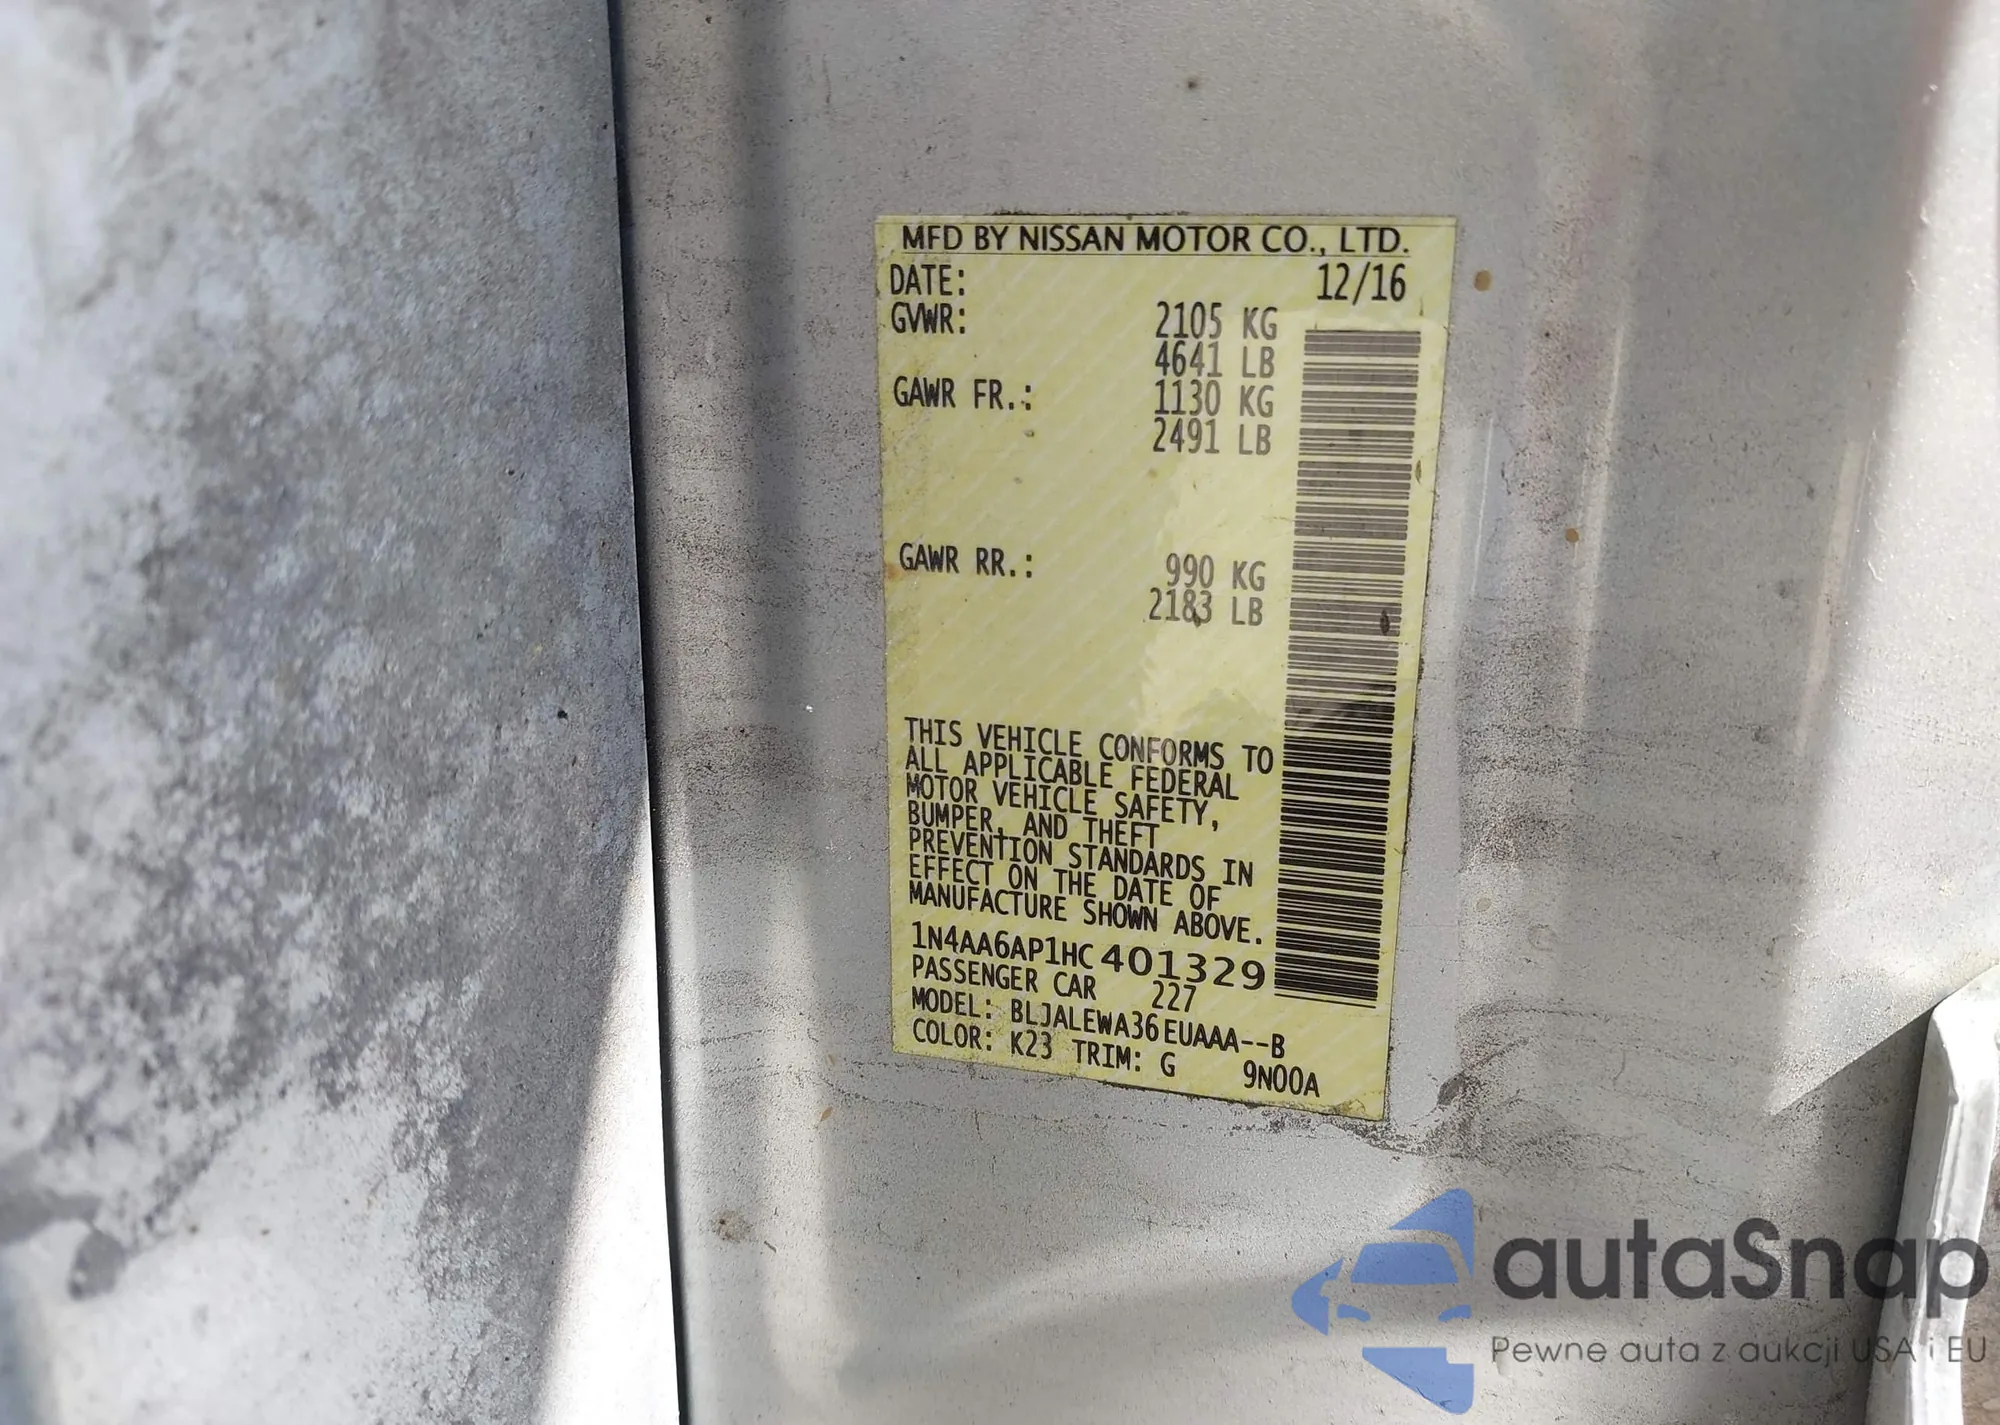 MFD BY NISSAN MOTOR CO., LTD.
DATE: 12/16
GVWR: 2105 KG
4641 LB
GAWR FR.: 1130 KG
2491 LB
GAWR RR.: 990 KG
2183 LB
THIS VEHICLE CONFORMS TO
ALL APPLICABLE FEDERAL
MOTOR VEHICLE SAFETY,
BUMPER, AND THEFT
PREVENTION STANDARDS IN
EFFECT ON THE DATE OF
MANUFACTURE SHOWN ABOVE.
1N4AA6AP1HC401329
PASSENGER CAR 227
MODEL: BLJALEWA36EUAAA--B
COLOR: K23 TRIM: G 9N00A
autaSnap
Pewne auta z aukcji USA i EU